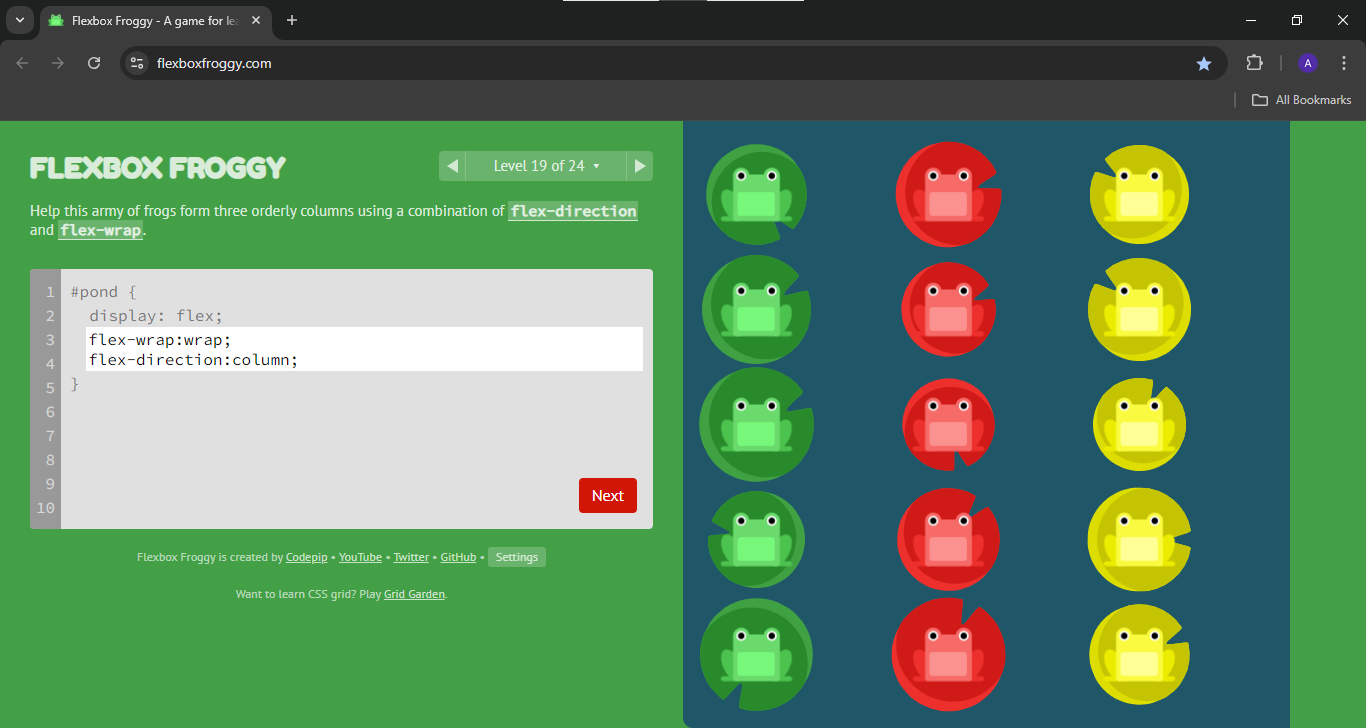 Flexbox Froggy - A game for le
flexboxfroggy.com
A
All Bookmarks
FLEXBOX FROGGY
Level 19 of 24
Help this army of frogs form three orderly columns using a combination of flex-direction
and flex-wrap.
1 #pond {
2 display: flex;
3 flex-wrap:wrap;
4 flex-direction:column;
5 }
6
7
8
9
10
Next
Flexbox Froggy is created by Codepip • YouTube • Twitter • GitHub • Settings
Want to learn CSS grid? Play Grid Garden.